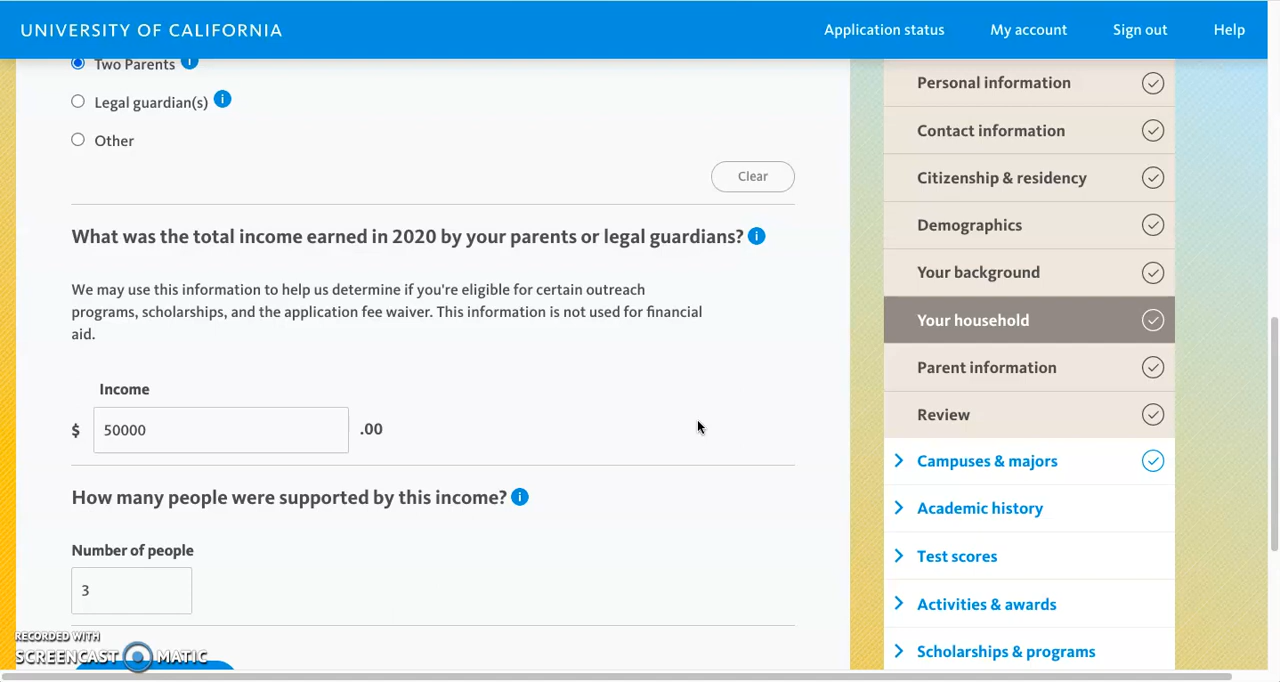 UNIVERSITY OF CALIFORNIA
Application status
My account
Sign out
Help
Two Parents
Legal guardian(s)
Other
Clear
What was the total income earned in 2020 by your parents or legal guardians?
We may use this information to help us determine if you're eligible for certain outreach
programs, scholarships, and the application fee waiver. This information is not used for financial
aid.
Income
$ 50000 .00
How many people were supported by this income?
Number of people
3
RECORDED WITH
SCREENCAST MATIC
Personal information
Contact information
Citizenship & residency
Demographics
Your background
Your household
Parent information
Review
Campuses & majors
Academic history
Test scores
Activities & awards
Scholarships & programs